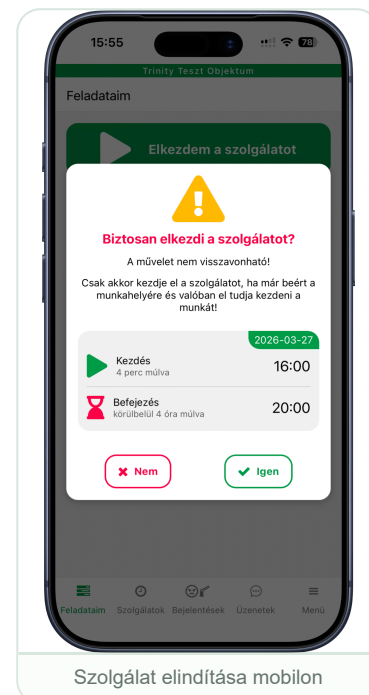 15:55
78
Trinity Teszt Objektum
Feladataim
Elkezdem a szolgálatot
Biztosan elkezdi a szolgálatot?
A művelet nem visszavonható!
Csak akkor kezdje el a szolgálatot, ha már beért a
munkahelyére és valóban el tudja kezdeni a
munkát!
2026-03-27
Kezdés
4 perc múlva
16:00
Befejezés
körülbelül 4 óra múlva
20:00
Nem
Igen
Feladataim Szolgálatok Bejelentések Üzenetek Menü
Szolgálat elindítása mobilon